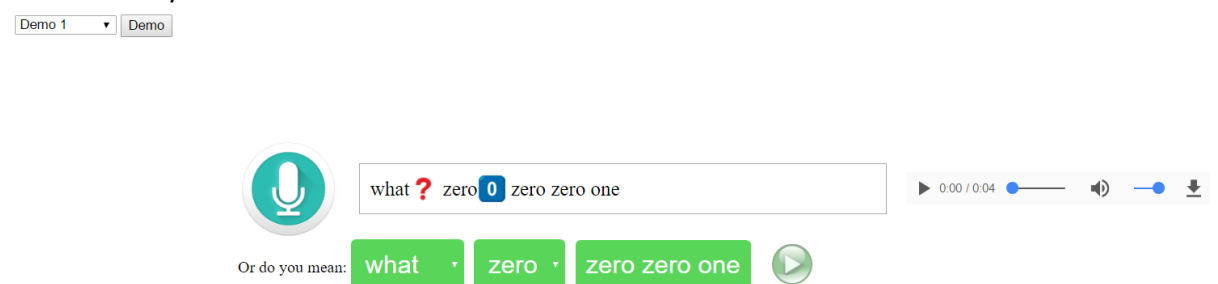 Demo 1 Demo
what ? zero 0 zero zero one
0:00 / 0:04
Or do you mean: what zero zero zero one